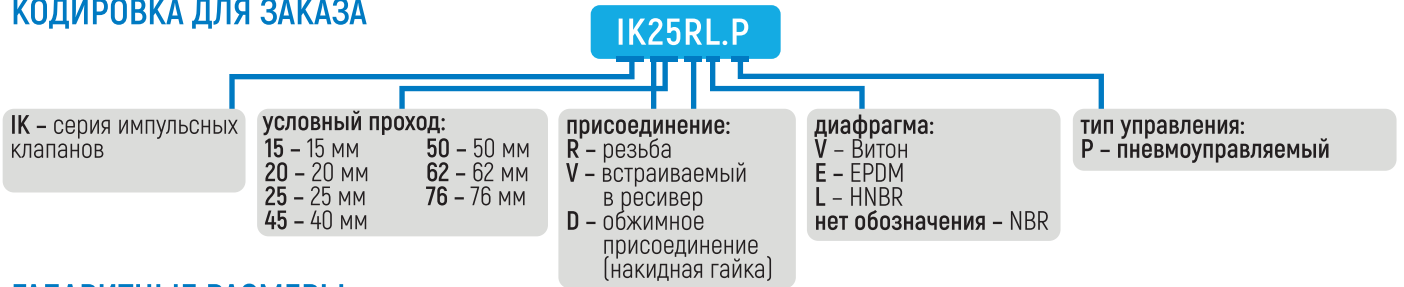 КОДИРОВКА ДЛЯ ЗАКАЗА
IK25RL.P
IK – серия импульсных
клапанов
условный проход:
15 – 15 мм 50 – 50 мм
20 – 20 мм 62 – 62 мм
25 – 25 мм 76 – 76 мм
45 – 40 мм
присоединение:
R – резьба
V – встраиваемый
в ресивер
D – обжимное
присоединение
(накидная гайка)
диафрагма:
V – Витон
E – EPDM
L – HNBR
нет обозначения – NBR
тип управления:
P – пневмоуправляемый
ГАБАРИТНЫЕ РАЗМЕРЫ